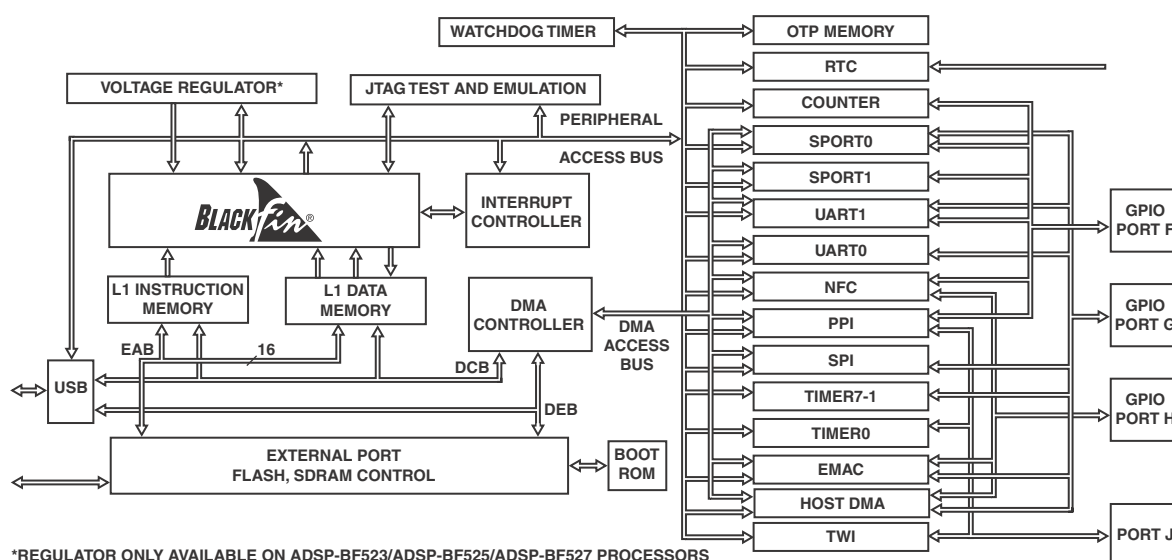 WATCHDOG TIMER
OTP MEMORY
RTC
VOLTAGE REGULATOR*
JTAG TEST AND EMULATION
COUNTER
PERIPHERAL
ACCESS BUS
SPORT0
SPORT1
BLACKfin®
INTERRUPT
CONTROLLER
UART1
GPIO
PORT F
UART0
L1 INSTRUCTION
MEMORY
L1 DATA
MEMORY
DMA
CONTROLLER
NFC
GPIO
PORT G
DMA
ACCESS
BUS
PPI
EAB
16
DCB
SPI
USB
TIMER7-1
DEB
GPIO
PORT H
TIMER0
EXTERNAL PORT
FLASH, SDRAM CONTROL
BOOT
ROM
EMAC
HOST DMA
TWI
PORT J
*REGULATOR ONLY AVAILABLE ON ADSP-BF523/ADSP-BF525/ADSP-BF527 PROCESSORS